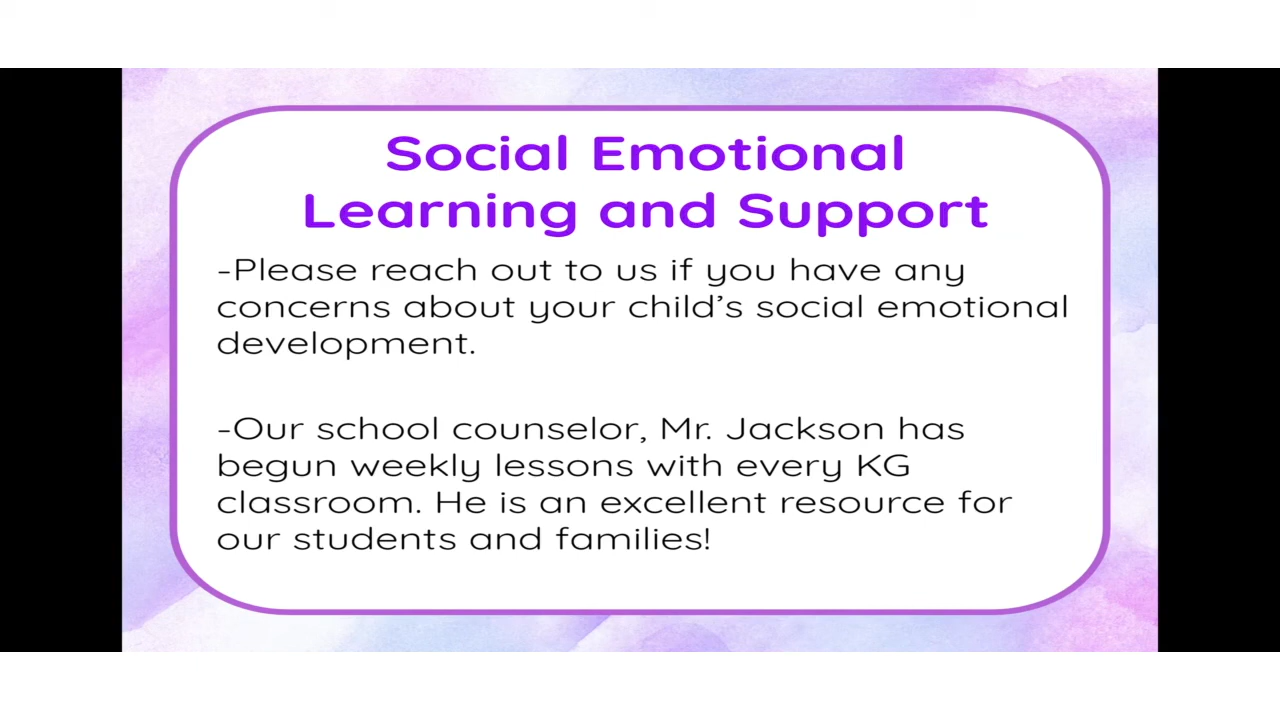 Social Emotional
Learning and Support
-Please reach out to us if you have any
concerns about your child’s social emotional
development.
-Our school counselor, Mr. Jackson has
begun weekly lessons with every KG
classroom. He is an excellent resource for
our students and families!